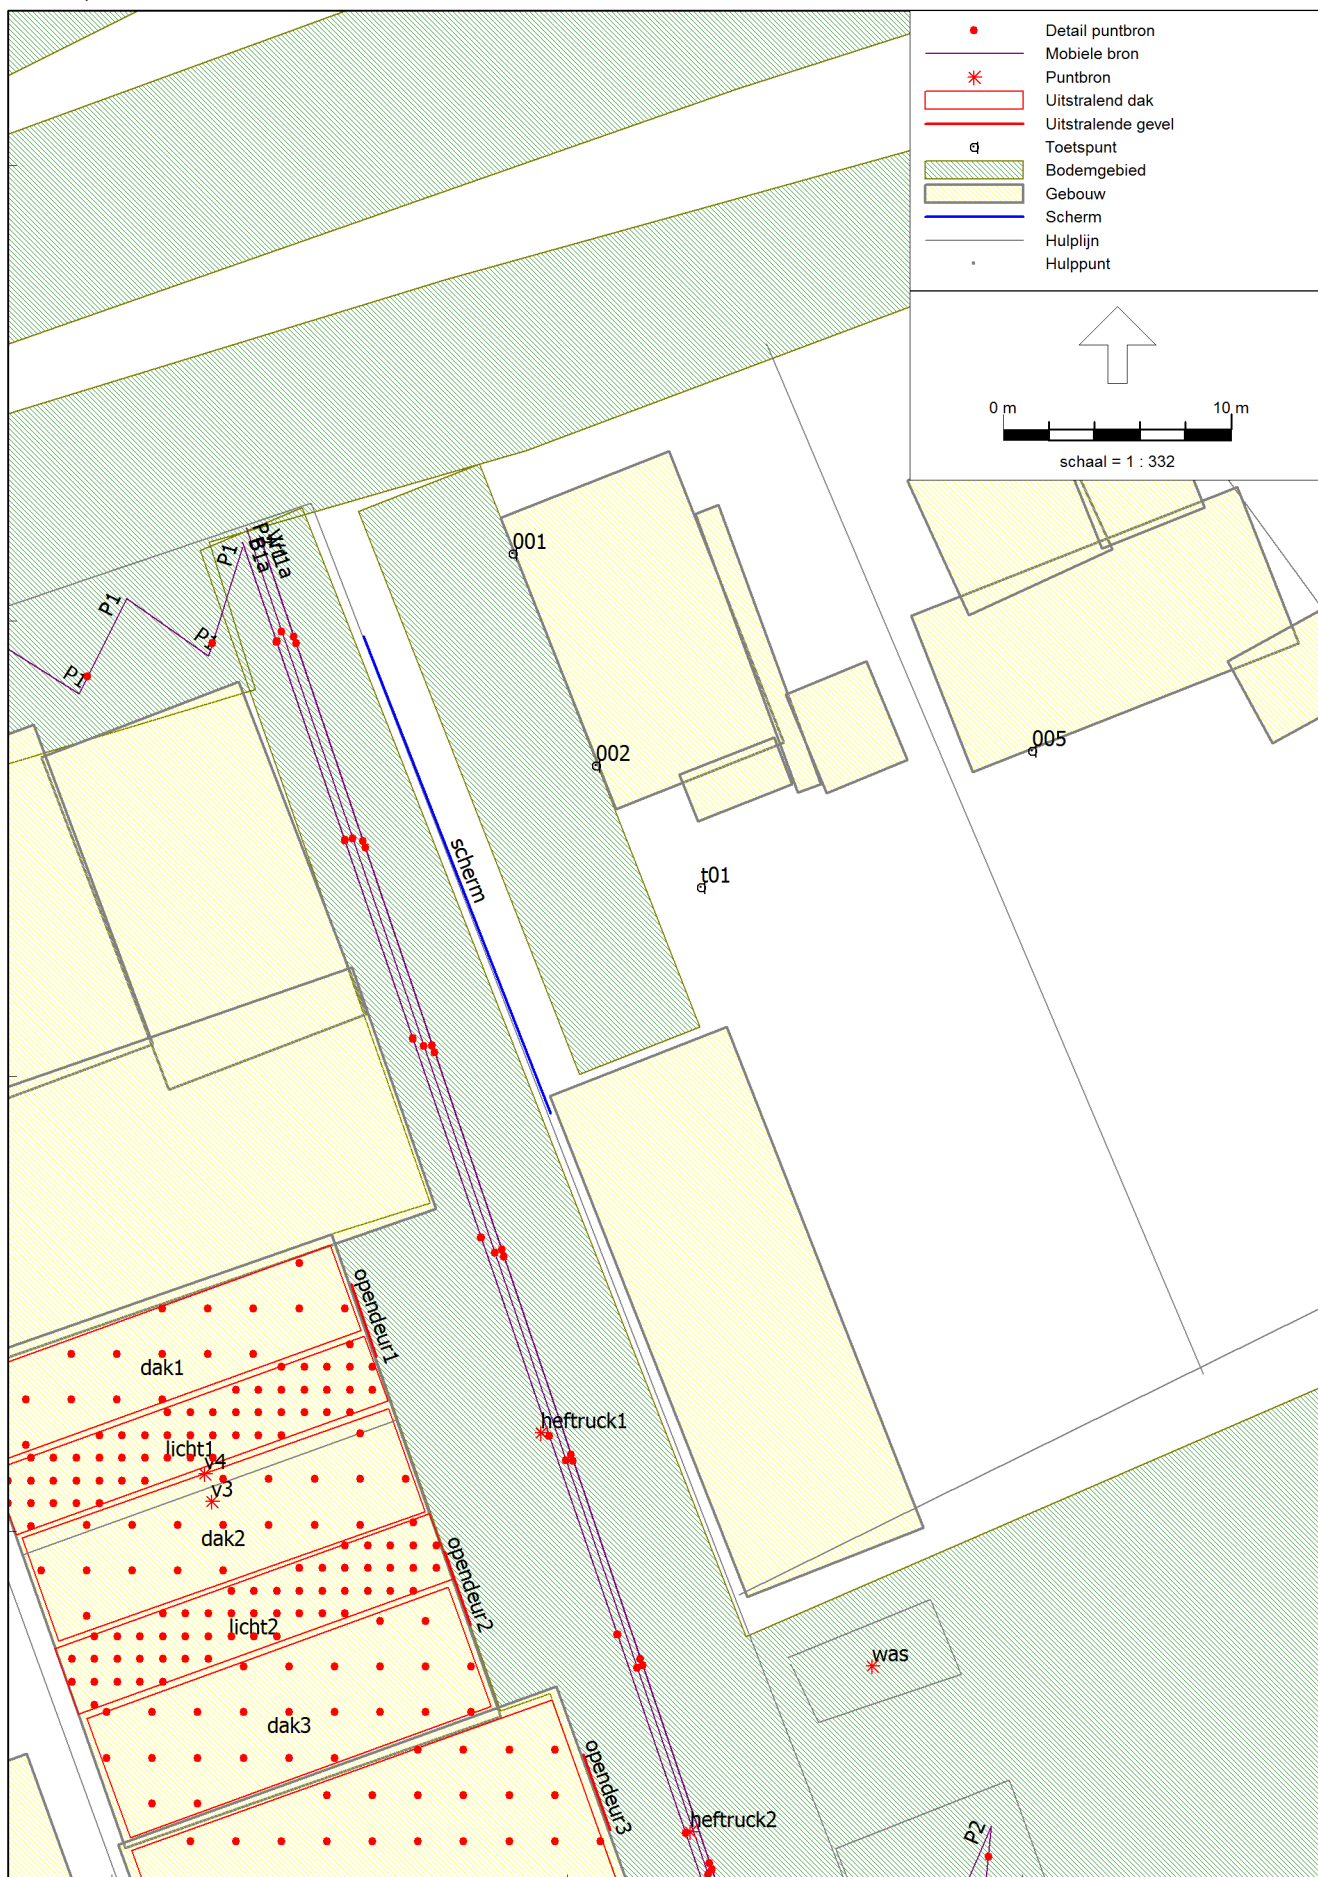 Detail puntbron
Mobiele bron
Puntbron
Uitstralend dak
Uitstralende gevel
Toetspunt
Bodemgebied
Gebouw
Scherm
Hulplijn
Hulppunt
0 m 10 m
schaal = 1 : 332
P1
B1a
P1
P1
P1
001
002
005
t01
scherm
opendeur1
dak1
licht1
v4
v3
heftruck1
dak2
opendeur2
licht2
was
dak3
opendeur3
heftruck2
P2